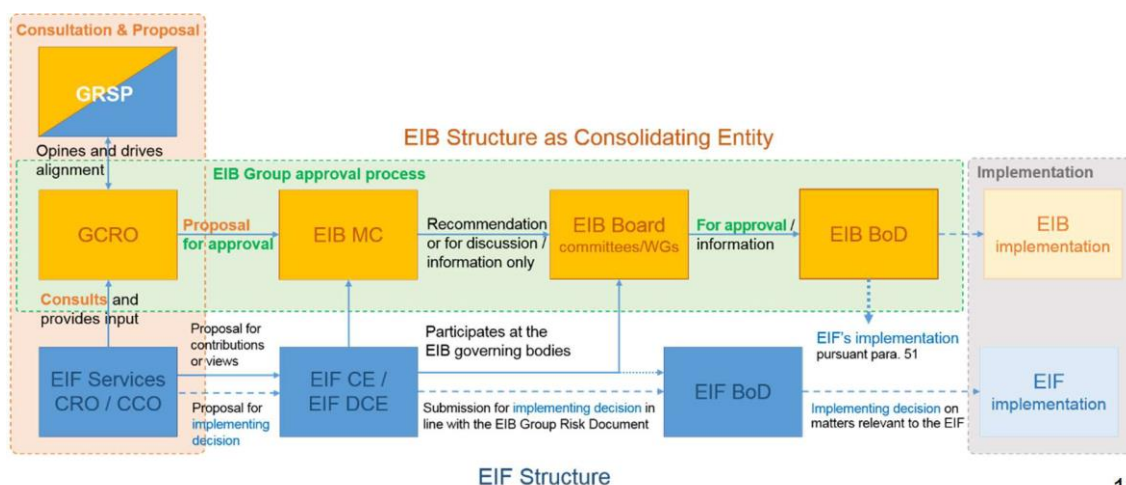 Consultation & Proposal
GRSP
Opines and drives
alignment
EIB Structure as Consolidating Entity
EIB Group approval process
Implementation
GCRO
Proposal
for approval
EIB MC
Recommendation
or for discussion /
information only
EIB Board
committees/WGs
For approval /
information
EIB BoD
EIB
implementation
Consults and
provides input
Proposal for
contributions
or views
Participates at the
EIB governing bodies
EIF's implementation
pursuant para. 51
EIF Services
CRO / CCO
Proposal for
implementing
decision
EIF CE /
EIF DCE
Submission for implementing decision in
line with the EIB Group Risk Document
EIF BoD
Implementing decision on
matters relevant to the EIF
EIF
implementation
EIF Structure